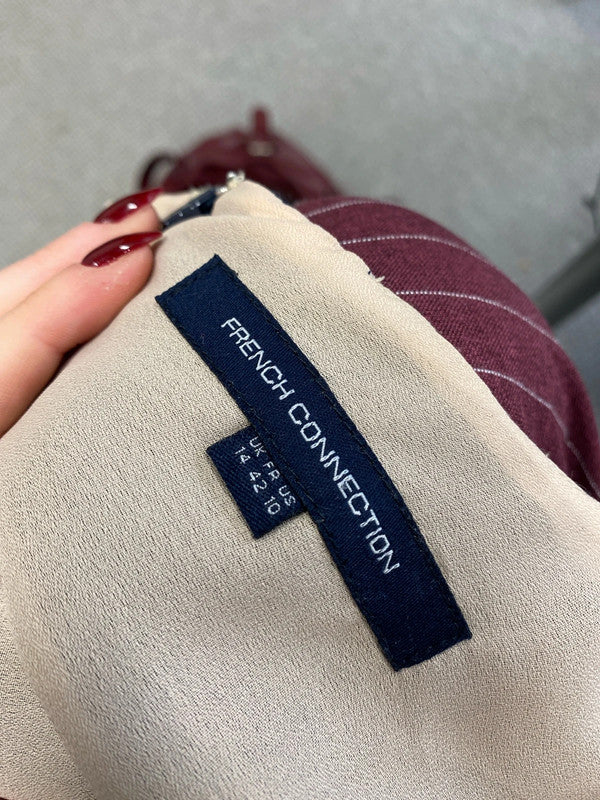 FRENCH CONNECTION
UK FR US
14 42 10